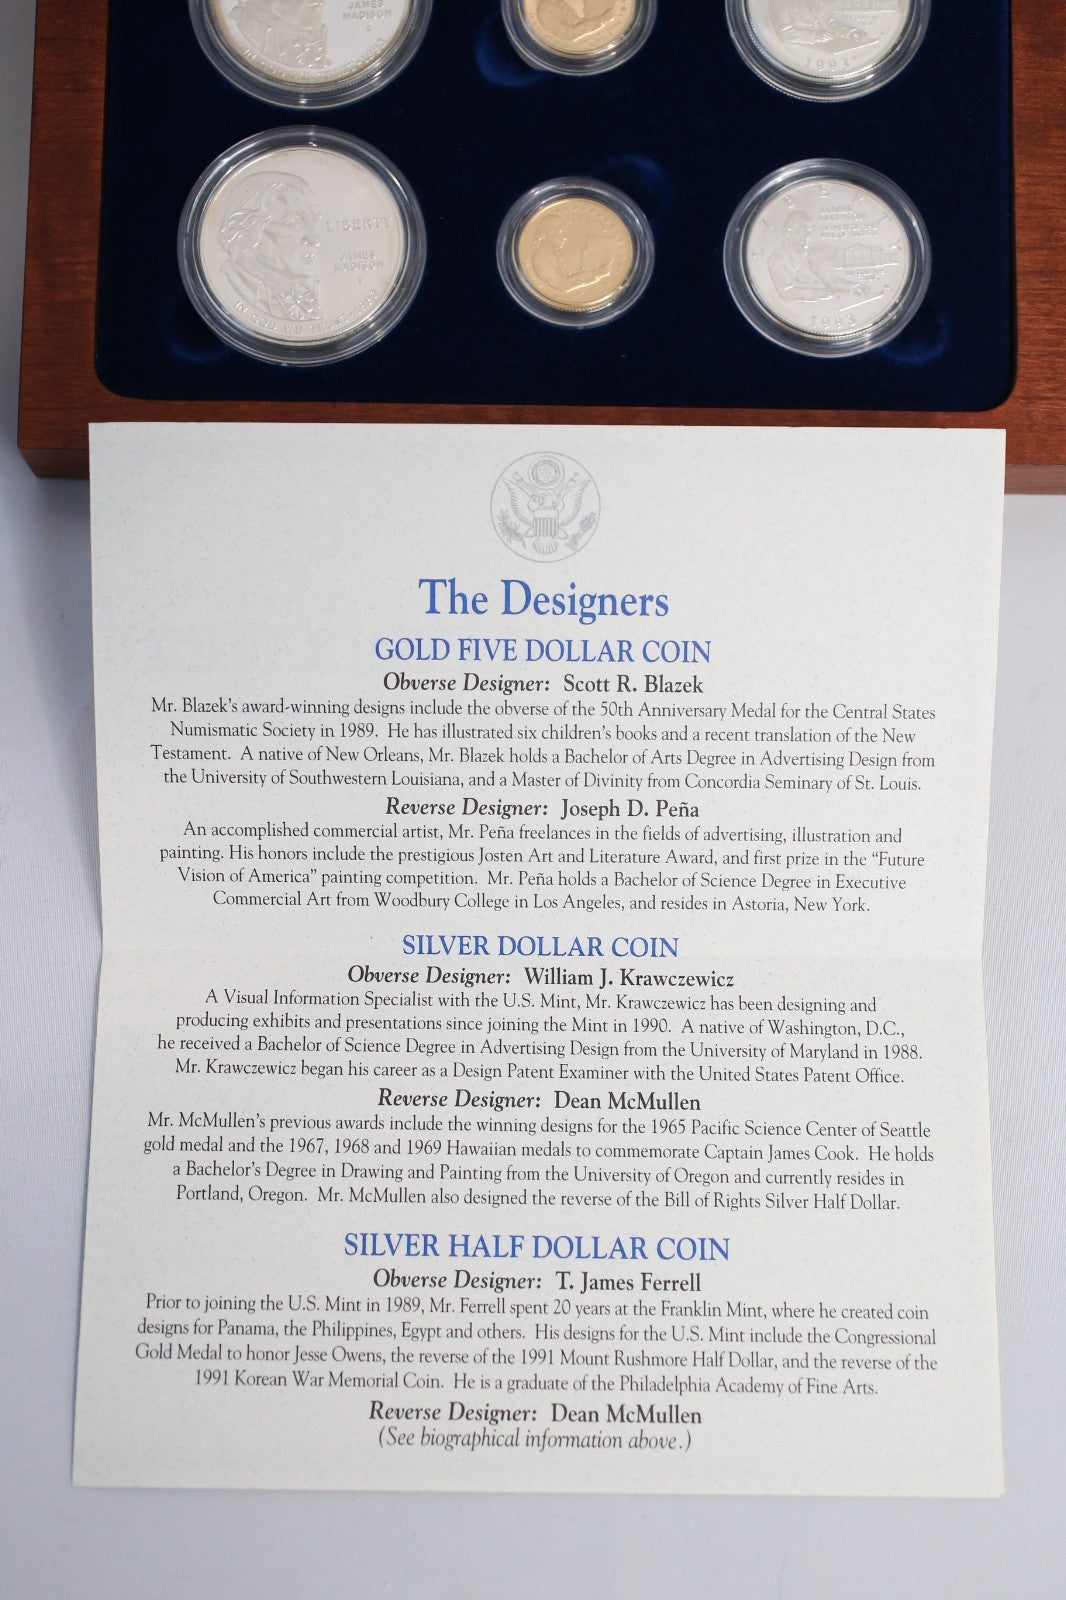 JAMES
MADISON
P
1993
1993
LIBERTY
JAMES
MADISON
P
IN GOD WE TRUST 1993
LIBERTY
JAMES
MADISON
1993
The Designers
GOLD FIVE DOLLAR COIN
Obverse Designer: Scott R. Blazek
Mr. Blazek's award-winning designs include the obverse of the 50th Anniversary Medal for the Central States
Numismatic Society in 1989. He has illustrated six children's books and a recent translation of the New
Testament. A native of New Orleans, Mr. Blazek holds a Bachelor of Arts Degree in Advertising Design from
the University of Southwestern Louisiana, and a Master of Divinity from Concordia Seminary of St. Louis.
Reverse Designer: Joseph D. Peña
An accomplished commercial artist, Mr. Peña freelances in the fields of advertising, illustration and
painting. His honors include the prestigious Josten Art and Literature Award, and first prize in the “Future
Vision of America” painting competition. Mr. Peña holds a Bachelor of Science Degree in Executive
Commercial Art from Woodbury College in Los Angeles, and resides in Astoria, New York.
SILVER DOLLAR COIN
Obverse Designer: William J. Krawczewicz
A Visual Information Specialist with the U.S. Mint, Mr. Krawczewicz has been designing and
producing exhibits and presentations since joining the Mint in 1990. A native of Washington, D.C.,
he received a Bachelor of Science Degree in Advertising Design from the University of Maryland in 1988.
Mr. Krawczewicz began his career as a Design Patent Examiner with the United States Patent Office.
Reverse Designer: Dean McMullen
Mr. McMullen's previous awards include the winning designs for the 1965 Pacific Science Center of Seattle
gold medal and the 1967, 1968 and 1969 Hawaiian medals to commemorate Captain James Cook. He holds
a Bachelor's Degree in Drawing and Painting from the University of Oregon and currently resides in
Portland, Oregon. Mr. McMullen also designed the reverse of the Bill of Rights Silver Half Dollar.
SILVER HALF DOLLAR COIN
Obverse Designer: T. James Ferrell
Prior to joining the U.S. Mint in 1989, Mr. Ferrell spent 20 years at the Franklin Mint, where he created coin
designs for Panama, the Philippines, Egypt and others. His designs for the U.S. Mint include the Congressional
Gold Medal to honor Jesse Owens, the reverse of the 1991 Mount Rushmore Half Dollar, and the reverse of the
1991 Korean War Memorial Coin. He is a graduate of the Philadelphia Academy of Fine Arts.
Reverse Designer: Dean McMullen
(See biographical information above.)